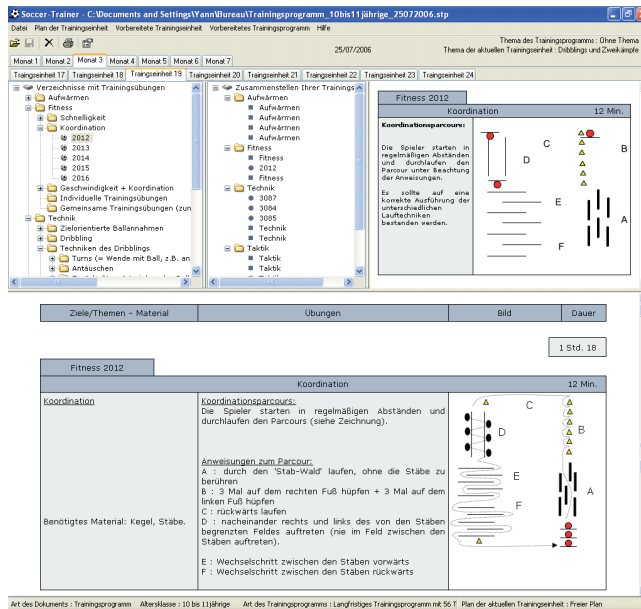 Soccer-Trainer - C:\Documents and Settings\Yann\Bureau\Trainingsprogramm_10bis11jährige_25072006.stp
Datei Plan der Trainingseinheit Vorbereitete Trainingseinheit Vorbereitetes Trainingsprogramm Hilfe
Thema des Trainingsprogramms : Ohne Thema
25/07/2006 Thema der aktuellen Trainingseinheit : Dribblings und Zweikämpfe
Monat 1 Monat 2 Monat 3 Monat 4 Monat 5 Monat 6 Monat 7
Traingseinheit 17 Traingseinheit 18 Traingseinheit 19 Traingseinheit 20 Traingseinheit 21 Traingseinheit 22 Traingseinheit 23 Traingseinheit 24
Verzeichnisse mit Trainingsübungen
Aufwärmen
Fitness
Schnelligkeit
Koordination
2012
2013
2014
2015
2016
Geschwindigkeit + Koordination
Individuelle Trainingsübungen
Gemeinsame Trainingsübungen (zun
Technik
Zielorientierte Ballannahmen
Dribbling
Techniken des Dribblings
Turns (= Wende mit Ball, z.B. an
Antäuschen
Zusammenstellen Ihrer Trainings
Aufwärmen
Aufwärmen
Aufwärmen
Aufwärmen
Fitness
Fitness
2012
Fitness
Technik
3087
3084
3085
Technik
Technik
Taktik
Taktik
Taktik
Fitness 2012
Koordination 12 Min.
Koordinationsparcours:
Die Spieler starten in
regelmäßigen Abständen
und durchlaufen den
Parcour unter Beachtung
der Anweisungen.
Es sollte auf eine
korrekte Ausführung der
unterschiedlichen
Lauftechniken
bestanden werden.
C
B
D
E
A
F
Ziele/Themen - Material Übungen Bild Dauer
1 Std. 18
Fitness 2012
Koordination 12 Min.
Koordination
Benötigtes Material: Kegel, Stäbe.
Koordinationsparcours:
Die Spieler starten in regelmäßigen Abständen und
durchlaufen den Parcours (siehe Zeichnung).
Anweisungen zum Parcour:
A : durch den 'Stab-Wald' laufen, ohne die Stäbe zu
berühren
B : 3 Mal auf dem rechten Fuß hüpfen + 3 Mal auf dem
linken Fuß hüpfen
C : rückwärts laufen
D : nacheinander rechts und links des von den Stäben
begrenzten Feldes auftreten (nie im Feld zwischen den
Stäben auftreten).
E : Wechselschritt zwischen den Stäben vorwärts
F : Wechselschritt zwischen den Stäben rückwärts
C
D
B
E
A
F
Art des Dokuments : Trainingsprogramm Altersklasse : 10 bis 11jährige Art des Trainingsprogramms : Langfristiges Trainingsprogramm mit 56 T Plan der aktuellen Trainingseinheit : Freier Plan